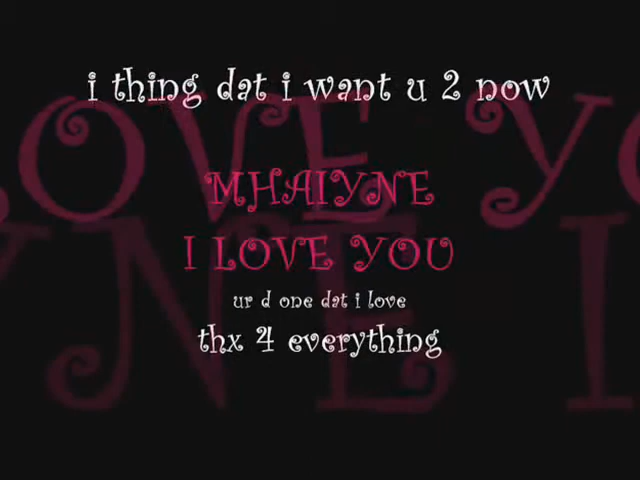 i thing dat i want u 2 now
MHAIYNE
I LOVE YOU
ur d one dat i love
thx 4 everything